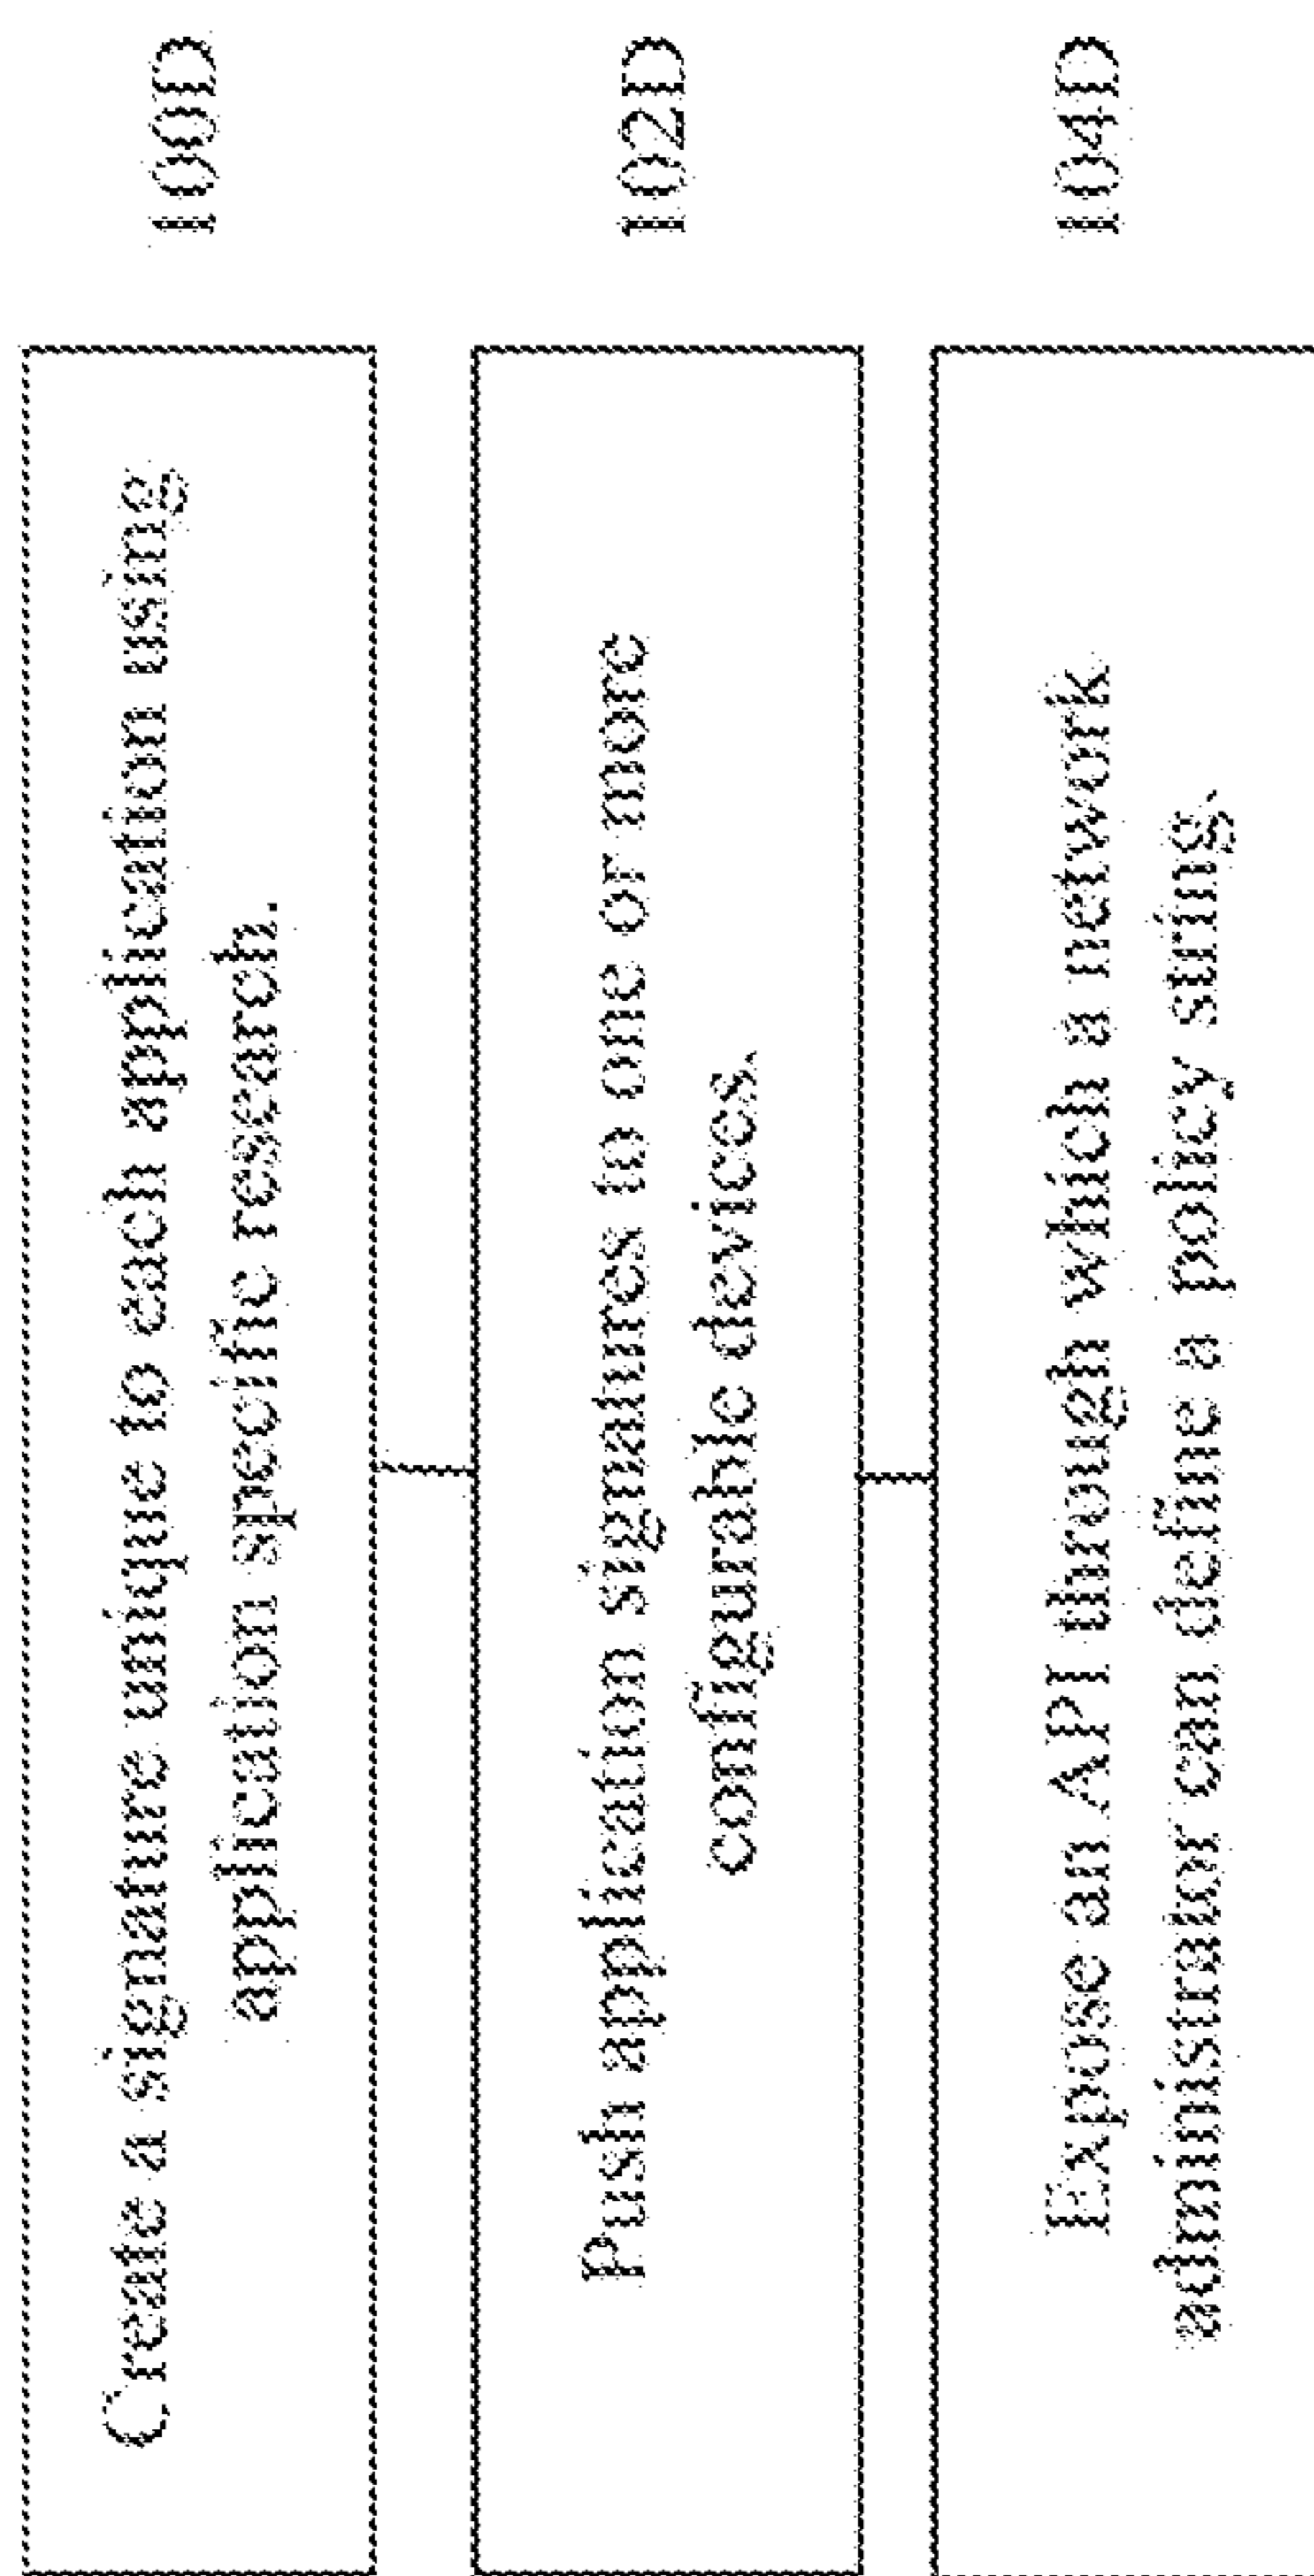 Create a signature unique to each application using
application specific research.
100D
Push application signatures to one or more
configurable devices.
102D
Expose an API through which a network
administrator can define a policy string.
104D